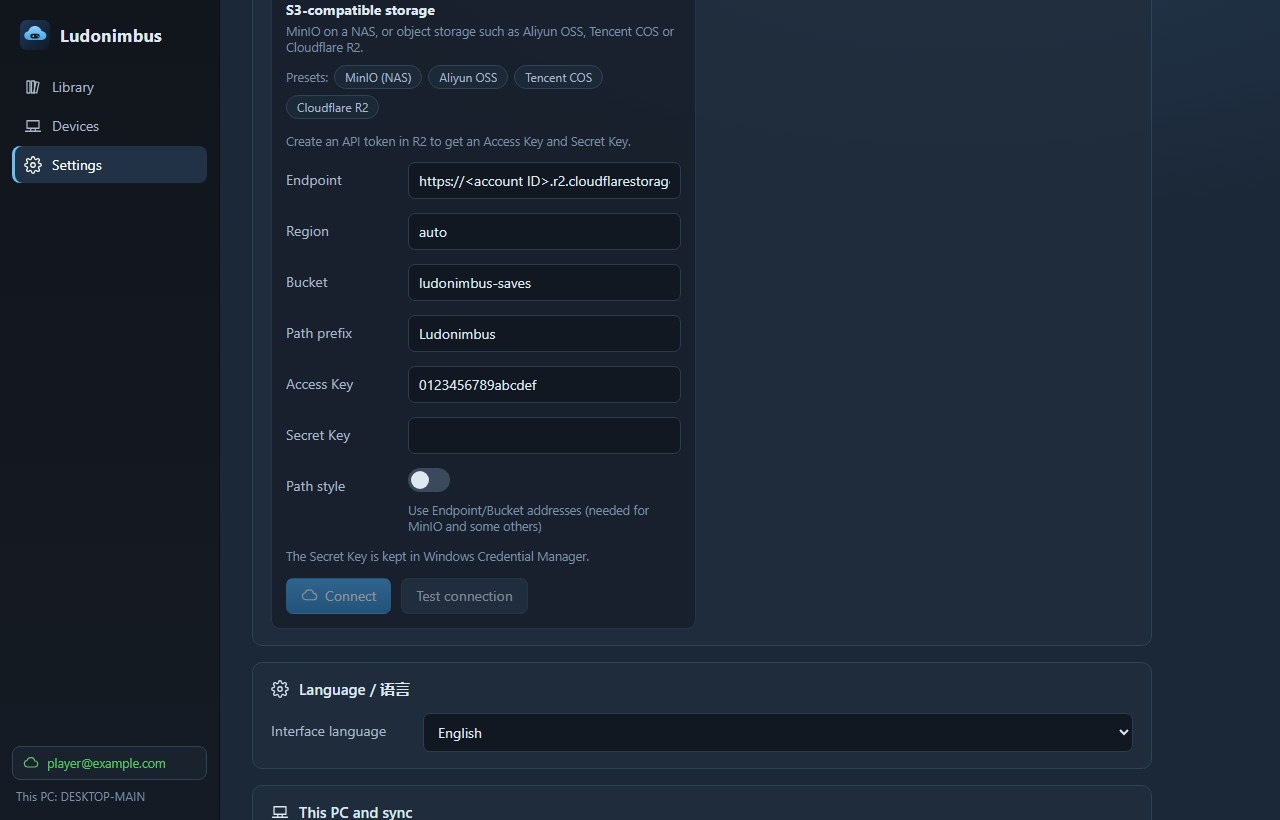 Ludonimbus
Library
Devices
Settings
player@example.com
This PC: DESKTOP-MAIN
S3-compatible storage
MinIO on a NAS, or object storage such as Aliyun OSS, Tencent COS or
Cloudflare R2.
Presets: MinIO (NAS) Aliyun OSS Tencent COS
Cloudflare R2
Create an API token in R2 to get an Access Key and Secret Key.
Endpoint https://<account ID>.r2.cloudflarestorag
Region auto
Bucket ludonimbus-saves
Path prefix Ludonimbus
Access Key 0123456789abcdef
Secret Key
Path style
Use Endpoint/Bucket addresses (needed for
MinIO and some others)
The Secret Key is kept in Windows Credential Manager.
Connect Test connection
Language / 语言
Interface language English
This PC and sync